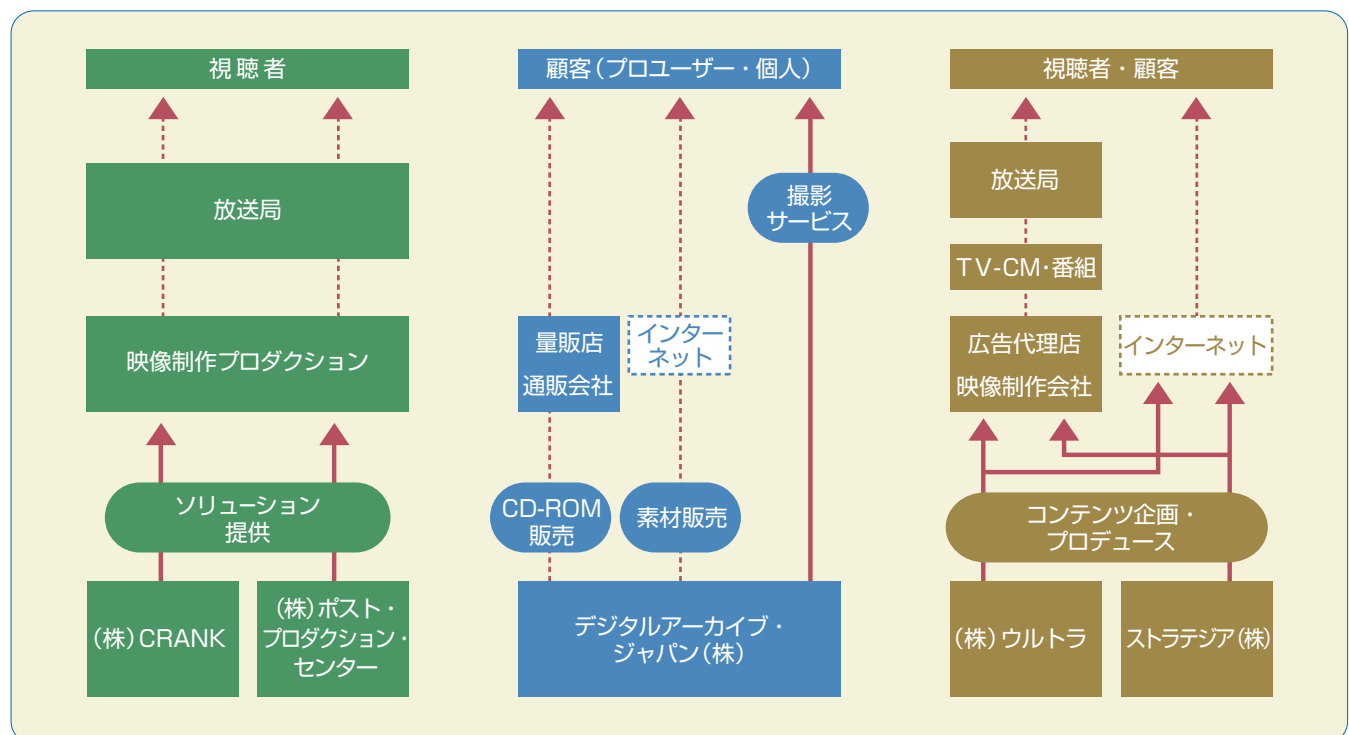 視聴者
放送局
映像制作プロダクション
ソリューション
提供
(株)CRANK
(株)ポスト・
プロダクション・
センター
顧客(プロユーザー・個人)
撮影
サービス
量販店
通販会社
インター
ネット
CD-ROM
販売
素材販売
デジタルアーカイブ・
ジャパン(株)
視聴者・顧客
放送局
TV-CM・番組
広告代理店
映像制作会社
インターネット
コンテンツ企画・
プロデュース
(株)ウルトラ
ストラテジア(株)